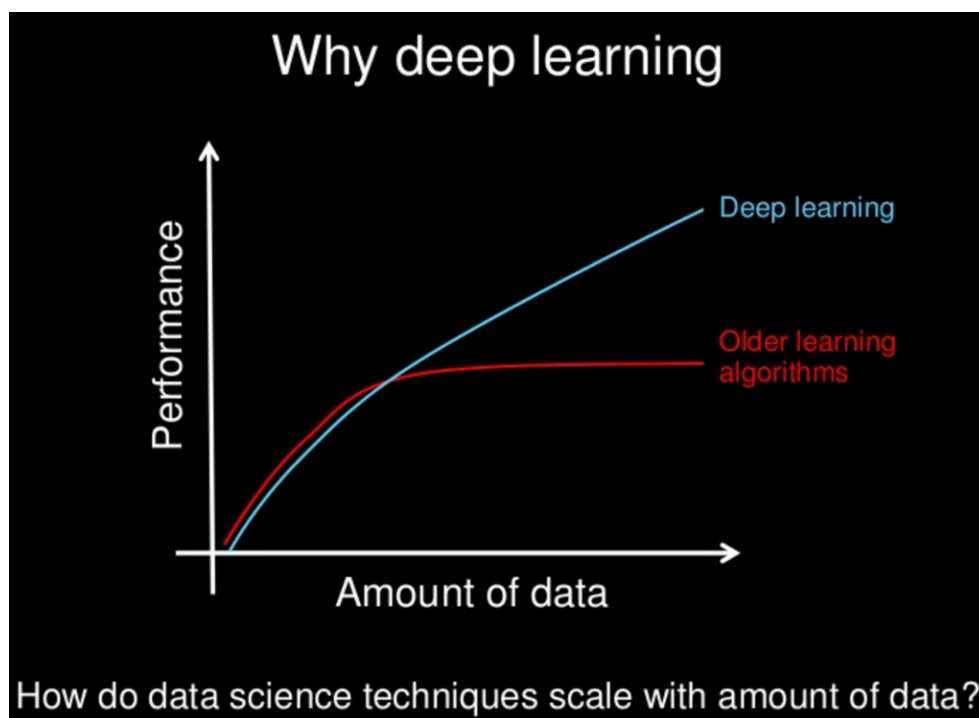 Why deep learning
Performance
Deep learning
Older learning
algorithms
Amount of data
How do data science techniques scale with amount of data?